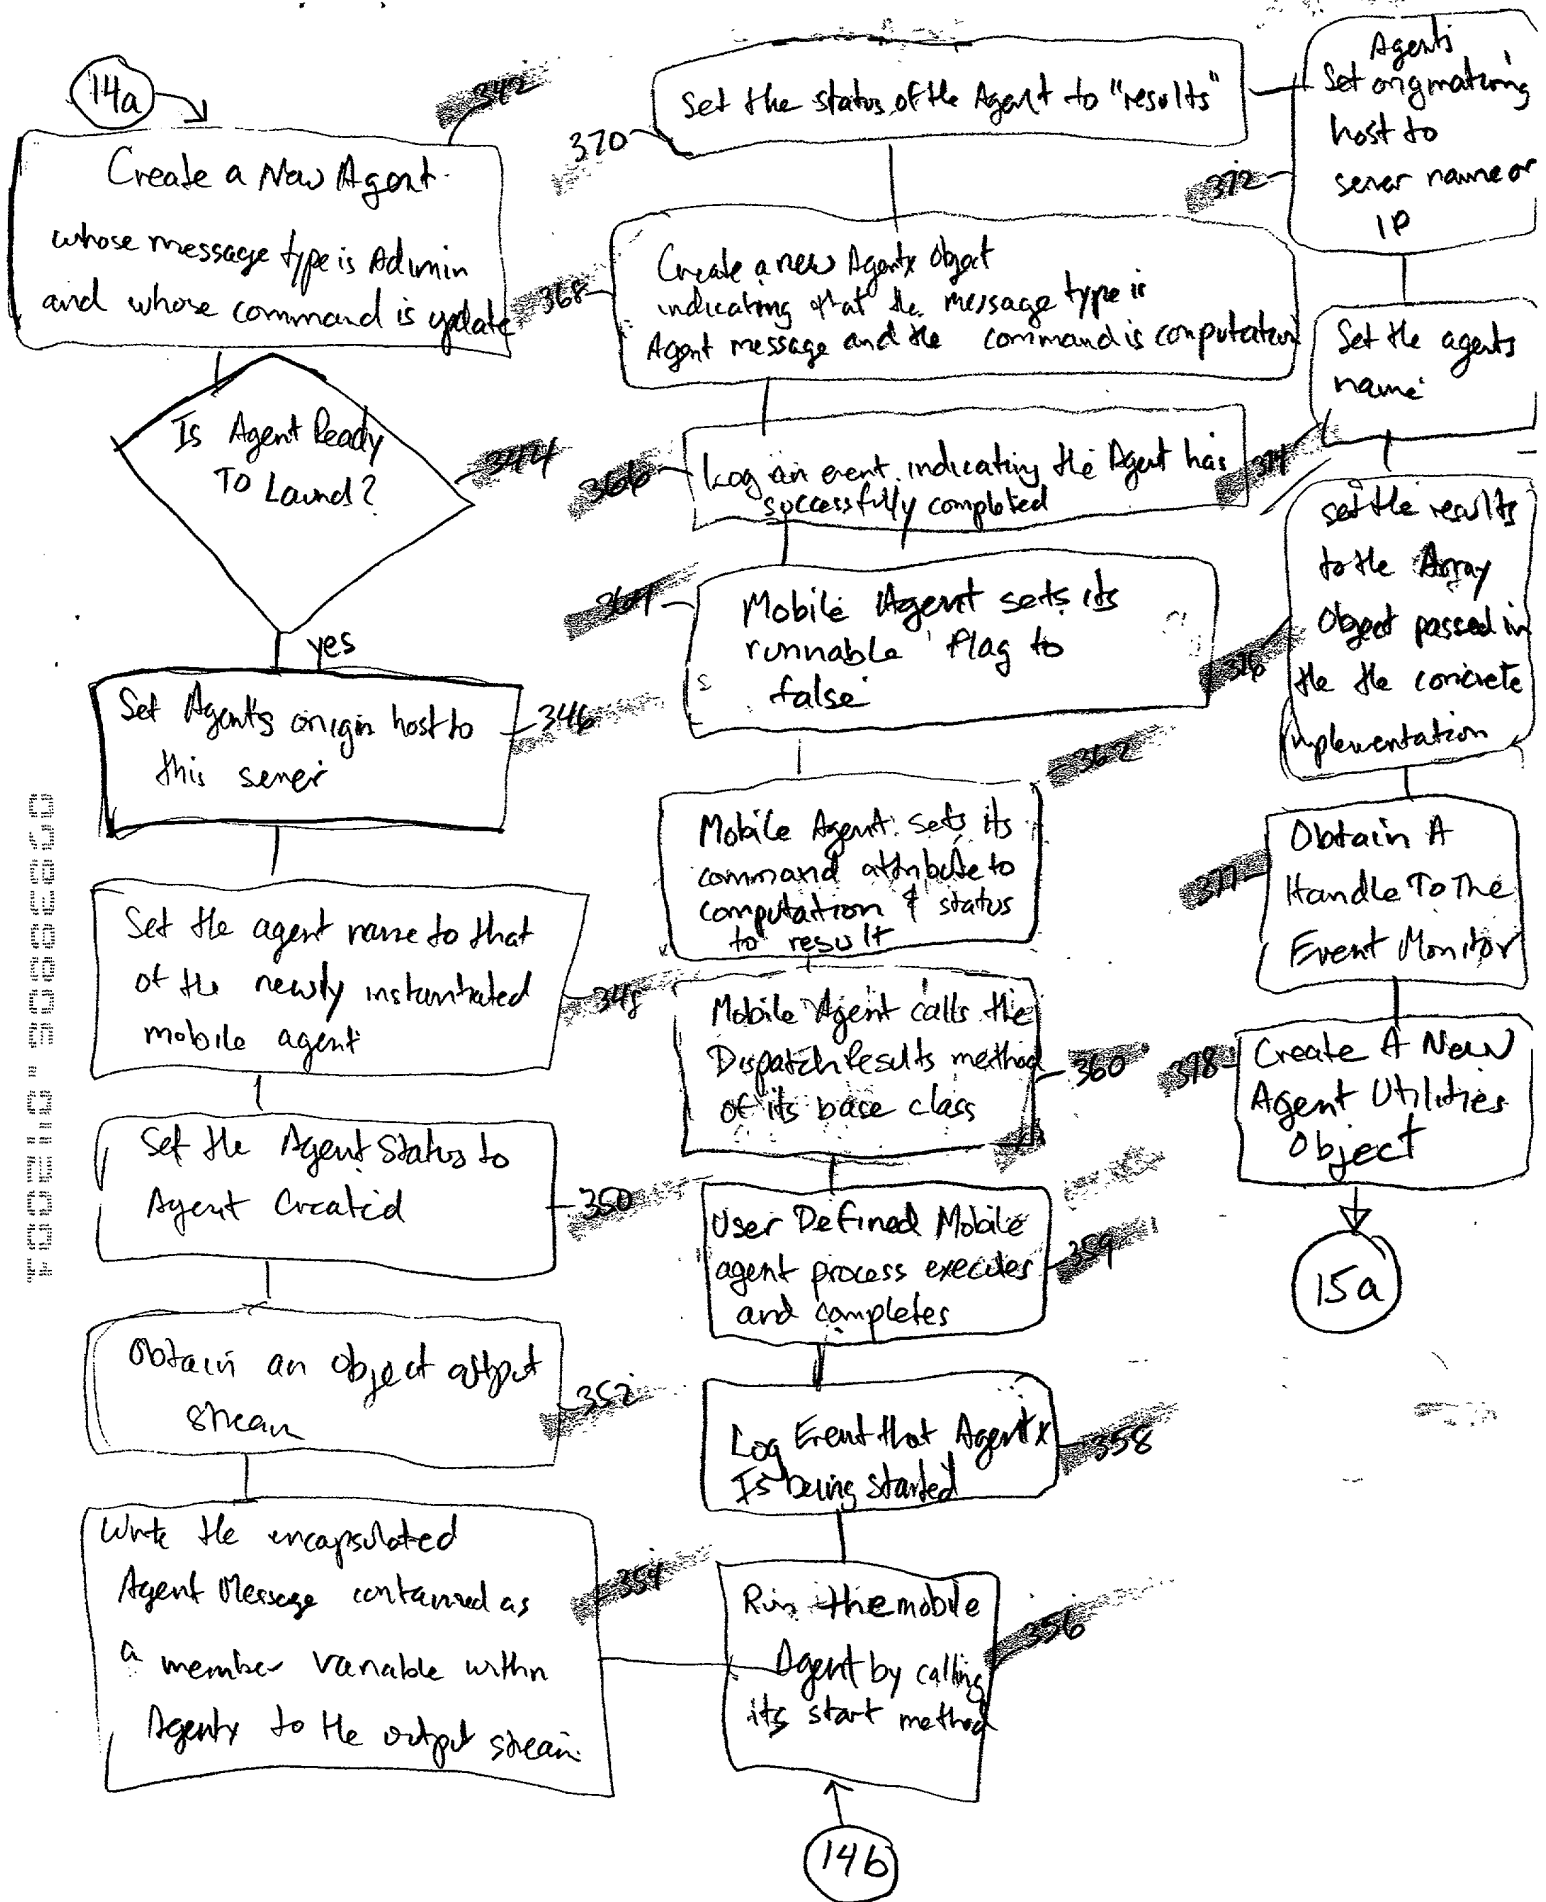 14a
342
Create a New Agent
whose message type is Admin
and whose command is update
Is Agent Ready
To Launch?
344
yes
Set Agents origin host to
this server
346
Set the agent name to that
of the newly instantiated
mobile agent
348
Set the Agent Status to
Agent Created
350
Obtain an object output
stream
352
Write the encapsulated
Agent Message contained as
a member variable within
Agentx to the output stream
354
Set the status of the Agent to "results"
370
Create a new Agentx Object
indicating that the message type is
Agent message and the command is computation
368
Log an event indicating the Agent has
successfully completed
366
Mobile Agent sets its
runnable flag to
false
364
Mobile Agent sets its
command attribute to
computation & status
to result
362
Mobile Agent calls the
Dispatch Results method
of its base class
360
User Defined Mobile
agent process executes
and completes
359
Log Event that Agentx
Is being started
358
Run the mobile
Agent by calling
its start method
356
14b
Agents
Set originating
host to
server name or
IP
372
Set the agents
name
374
set the results
to the Array
Object passed in
the the concrete
implementation
376
Obtain A
Handle To The
Event Monitor
377
Create A New
Agent Utilities
Object
378
15a